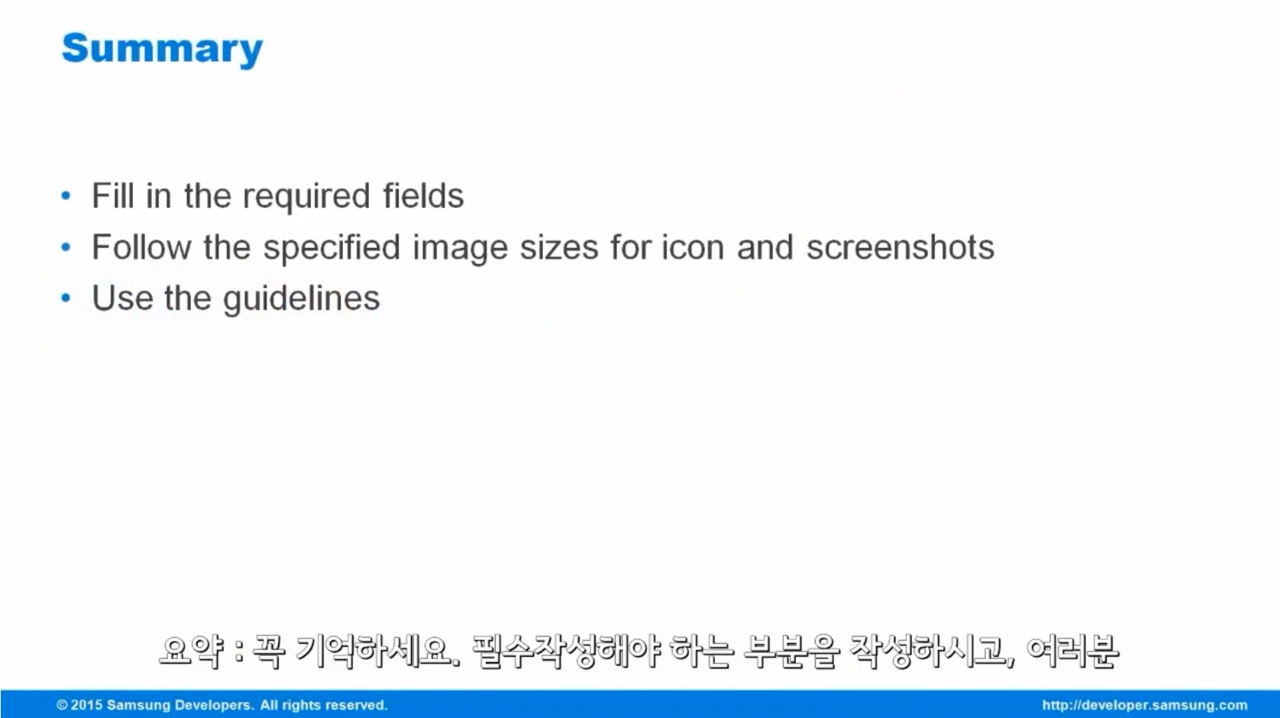 Summary
• Fill in the required fields
• Follow the specified image sizes for icon and screenshots
• Use the guidelines
요약 : 꼭 기억하세요. 필수작성해야 하는 부분을 작성하시고, 여러분
© 2015 Samsung Developers. All rights reserved. http://developer.samsung.com